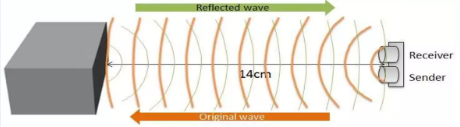 Reflected wave
Receiver
14cm
Sender
Original wave